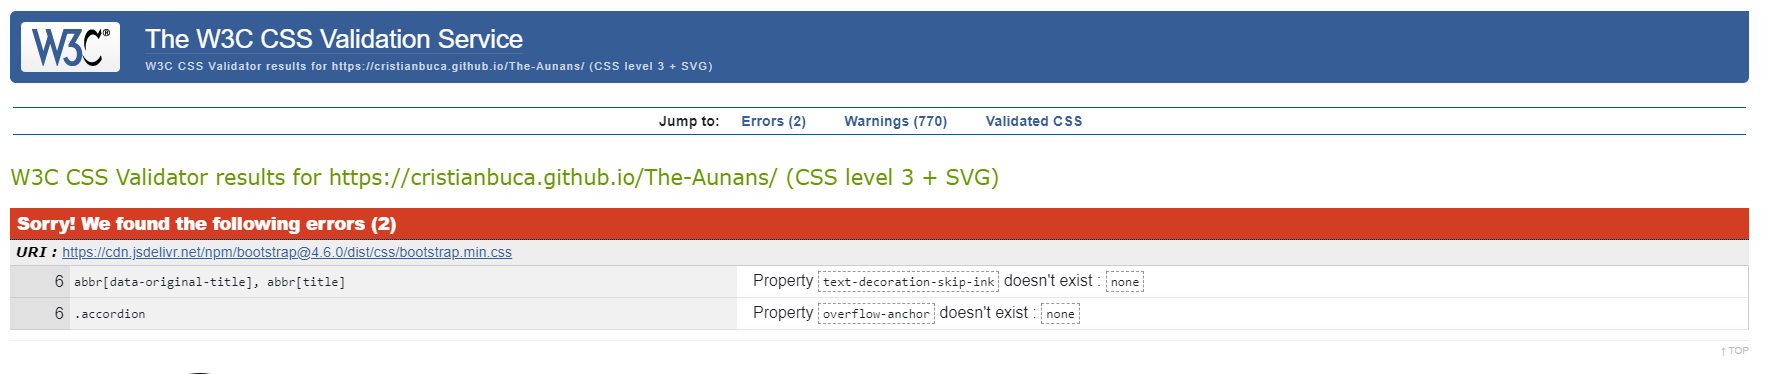 W3C®
The W3C CSS Validation Service
W3C CSS Validator results for https://cristianbuca.github.io/The-Aunans/ (CSS level 3 + SVG)
Jump to: Errors (2) Warnings (770) Validated CSS
W3C CSS Validator results for https://cristianbuca.github.io/The-Aunans/ (CSS level 3 + SVG)
Sorry! We found the following errors (2)
URI : https://cdn.jsdelivr.net/npm/bootstrap@4.6.0/dist/css/bootstrap.min.css
6 abbr[data-original-title], abbr[title] Property text-decoration-skip-ink doesn't exist : none
6 .accordion Property overflow-anchor doesn't exist : none
↑ TOP